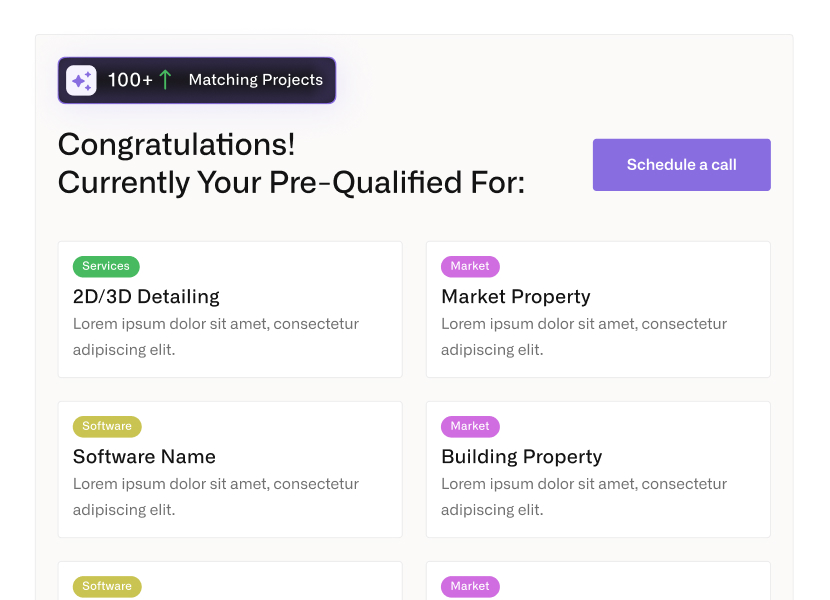 100+ ↑ Matching Projects
Congratulations!
Currently Your Pre-Qualified For:
Schedule a call
Services
2D/3D Detailing
Lorem ipsum dolor sit amet, consectetur
adipiscing elit.
Market
Market Property
Lorem ipsum dolor sit amet, consectetur
adipiscing elit.
Software
Software Name
Lorem ipsum dolor sit amet, consectetur
adipiscing elit.
Market
Building Property
Lorem ipsum dolor sit amet, consectetur
adipiscing elit.
Software
Market